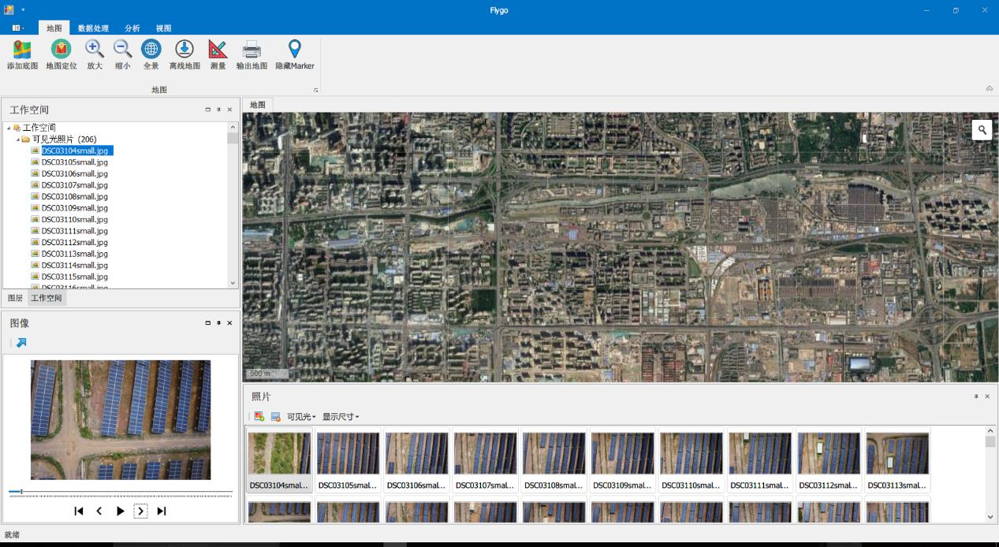 Flygo
地图 数据处理 分析 视图
添加底图 地图定位 放大 缩小 全景 离线地图 测量 输出地图 隐藏Marker
地图
工作空间
工作空间
可见光照片 (206)
DSC03104small.jpg
DSC03105small.jpg
DSC03106small.jpg
DSC03107small.jpg
DSC03108small.jpg
DSC03109small.jpg
DSC03110small.jpg
DSC03111small.jpg
DSC03112small.jpg
DSC03113small.jpg
DSC03114small.jpg
DSC03115small.jpg
DSC03116small.jpg
图层 工作空间
图像
地图
500 m
照片
可见光 显示尺寸
DSC03104smal... DSC03105smal... DSC03106smal... DSC03107smal... DSC03108smal... DSC03109smal... DSC03110smal... DSC03111smal... DSC03112smal... DSC03113smal...
就绪